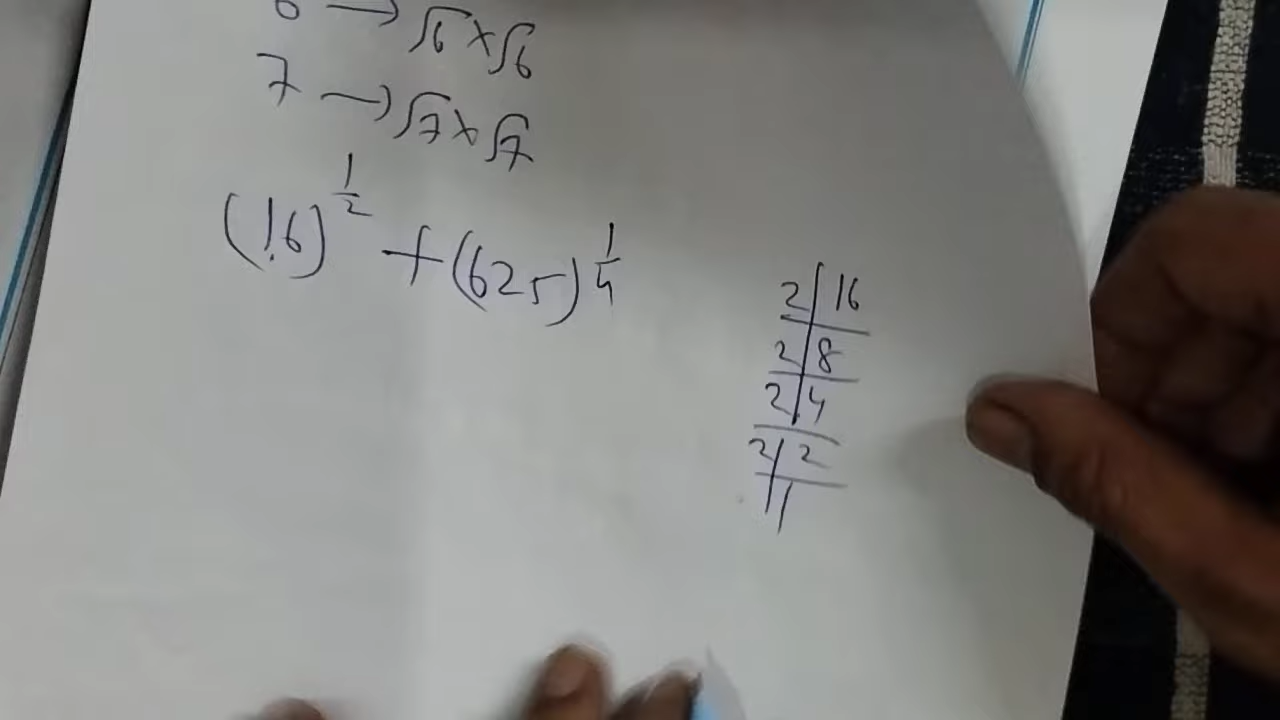 6 → √6 × √6
7 → √7 × √7
(16)^(1/2) + (625)^(1/4)
2 | 16
2 | 8
2 | 4
2 | 2
| 1